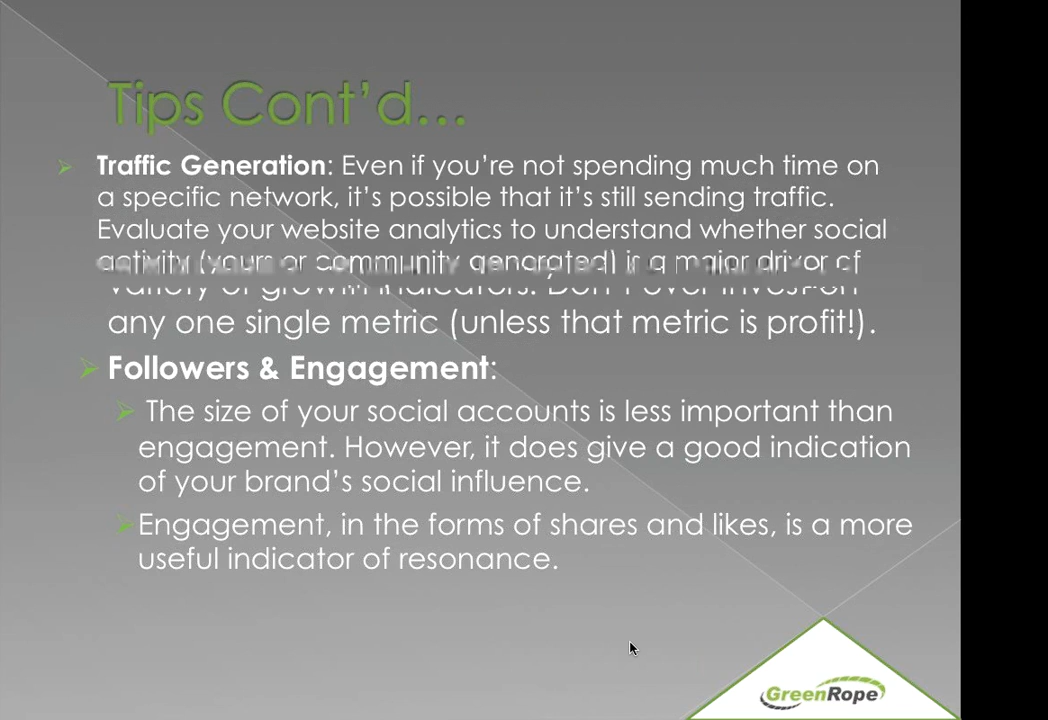 Tips Cont'd...
Traffic Generation: Even if you're not spending much time on
a specific network, it's possible that it's still sending traffic.
Evaluate your website analytics to understand whether social
activity (yours or community generated) is a major driver of
variety of growth indicators. Don't over invest on
any one single metric (unless that metric is profit!).
Followers & Engagement:
The size of your social accounts is less important than
engagement. However, it does give a good indication
of your brand's social influence.
Engagement, in the forms of shares and likes, is a more
useful indicator of resonance.
GreenRope